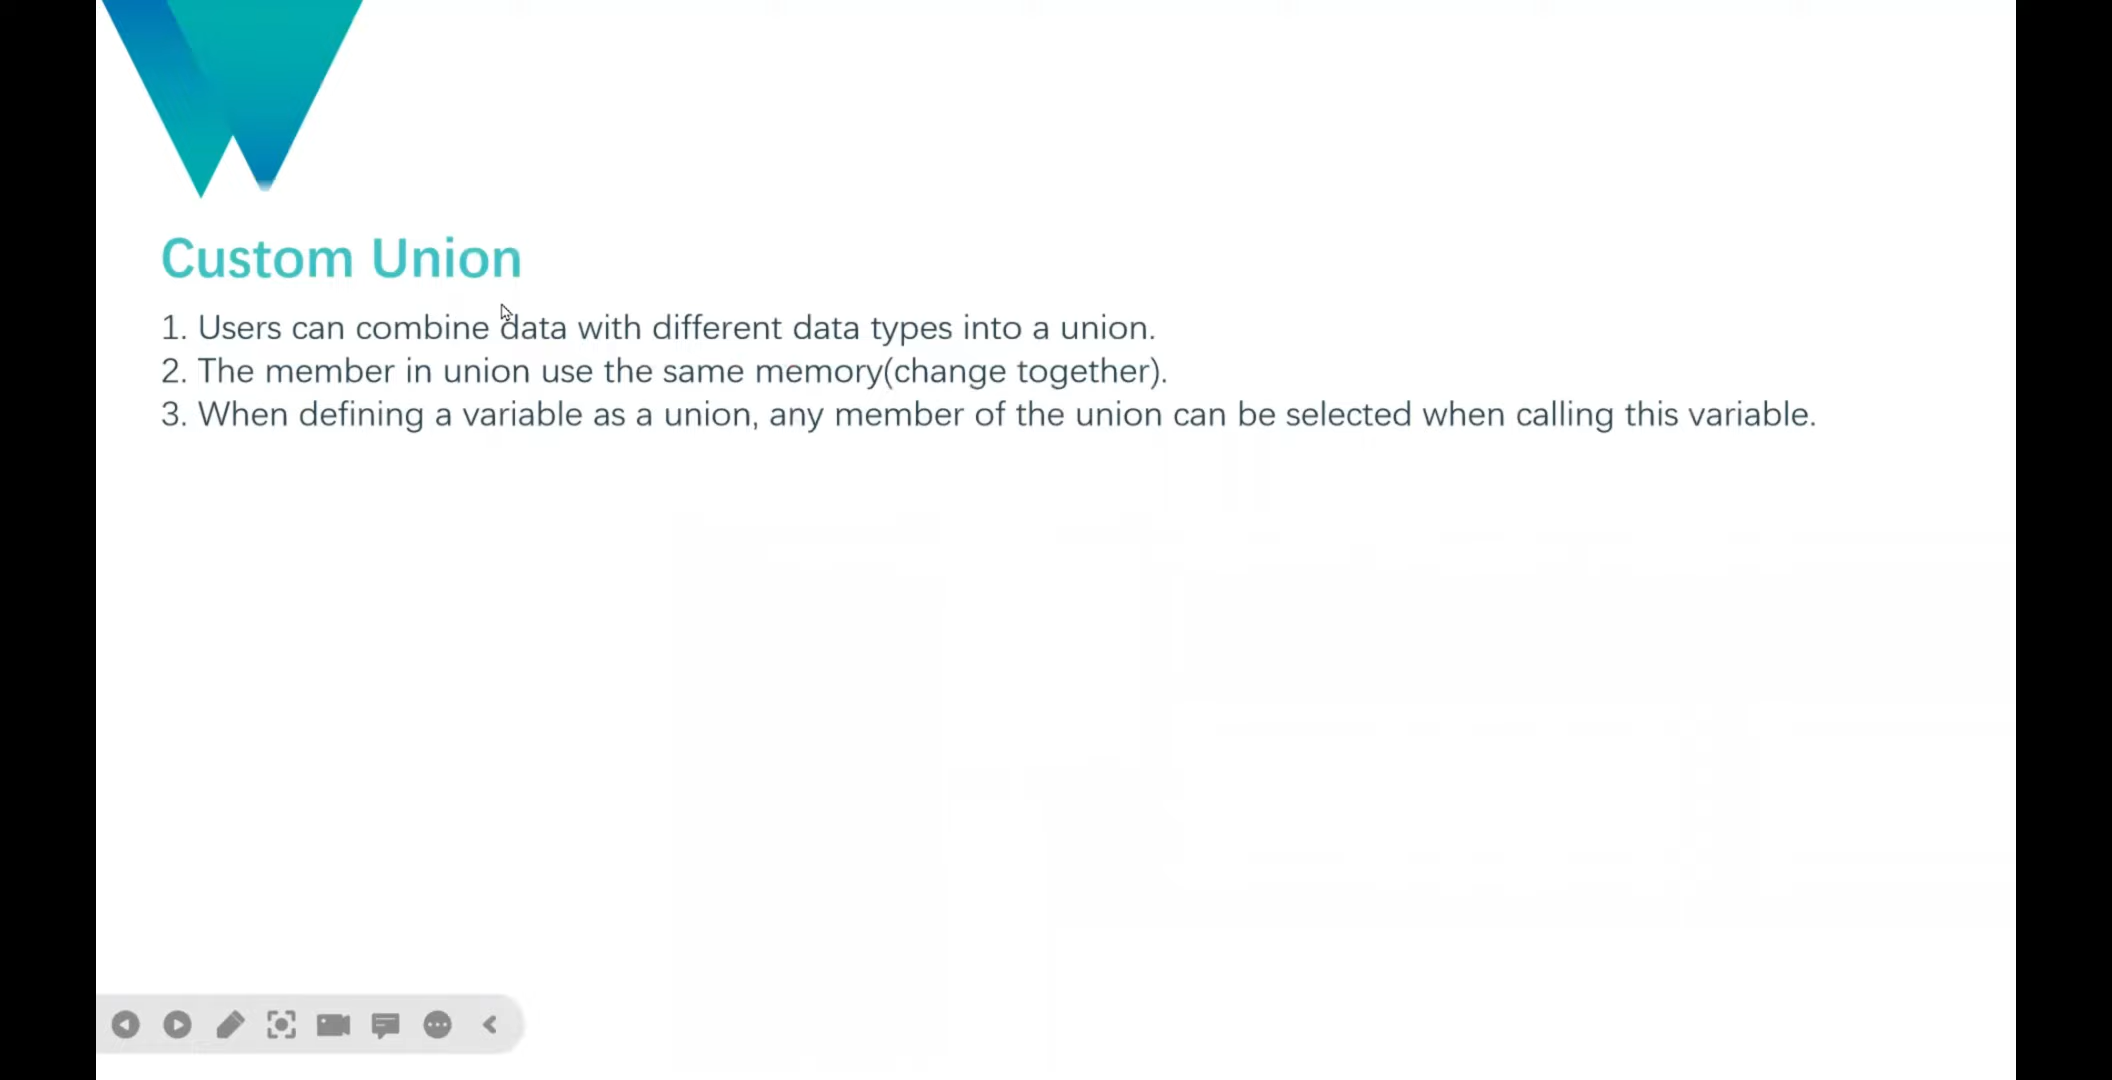 Custom Union
1. Users can combine data with different data types into a union.
2. The member in union use the same memory(change together).
3. When defining a variable as a union, any member of the union can be selected when calling this variable.